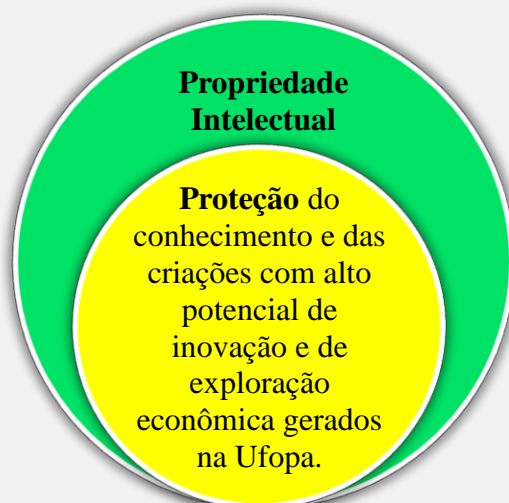 Propriedade
Intelectual
Proteção do
conhecimento e das
criações com alto
potencial de
inovação e de
exploração
econômica gerados
na Ufopa.